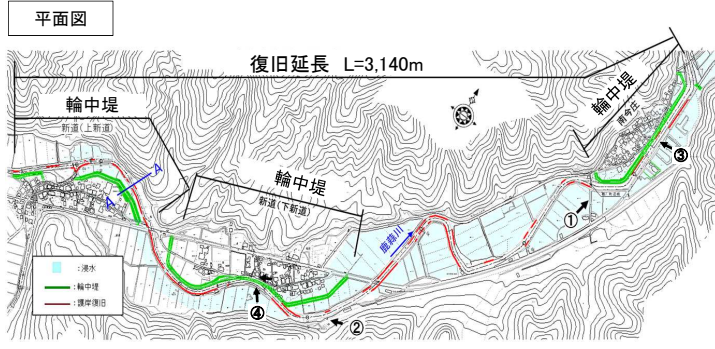 平面図
復旧延長 L=3,140m
輪中堤
新道(上新道)
輪中堤
新道(下新道)
輪中堤
南今庄
A
A
鹿蒜川
①
②
③
④
:浸水
:輪中堤
:護岸復旧